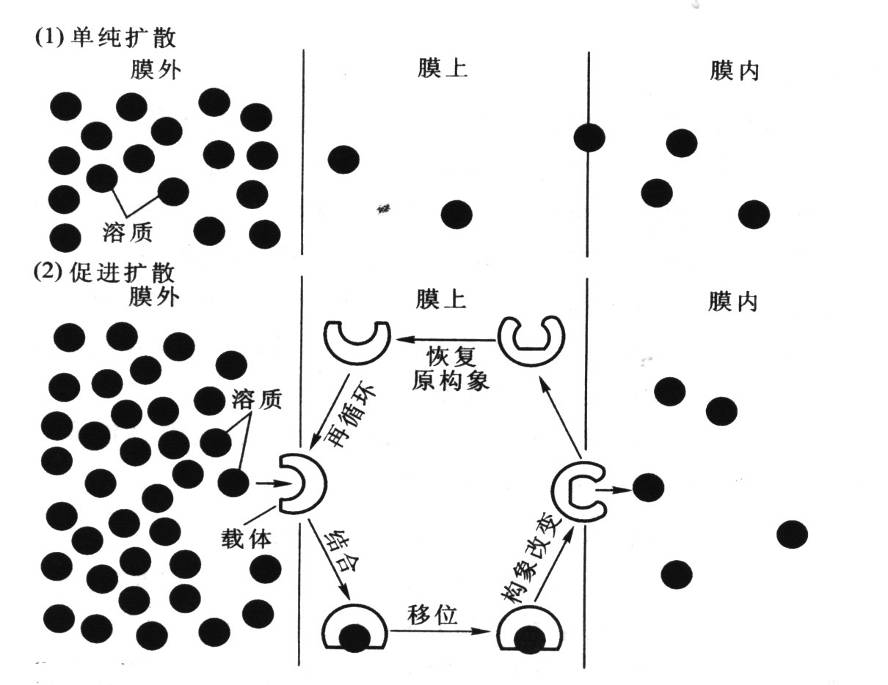 (1)单纯扩散
膜外
膜上
膜内
溶质
(2)促进扩散
膜外
膜上
膜内
恢复
原构象
再循环
溶质
载体
结合
移位
构象改变